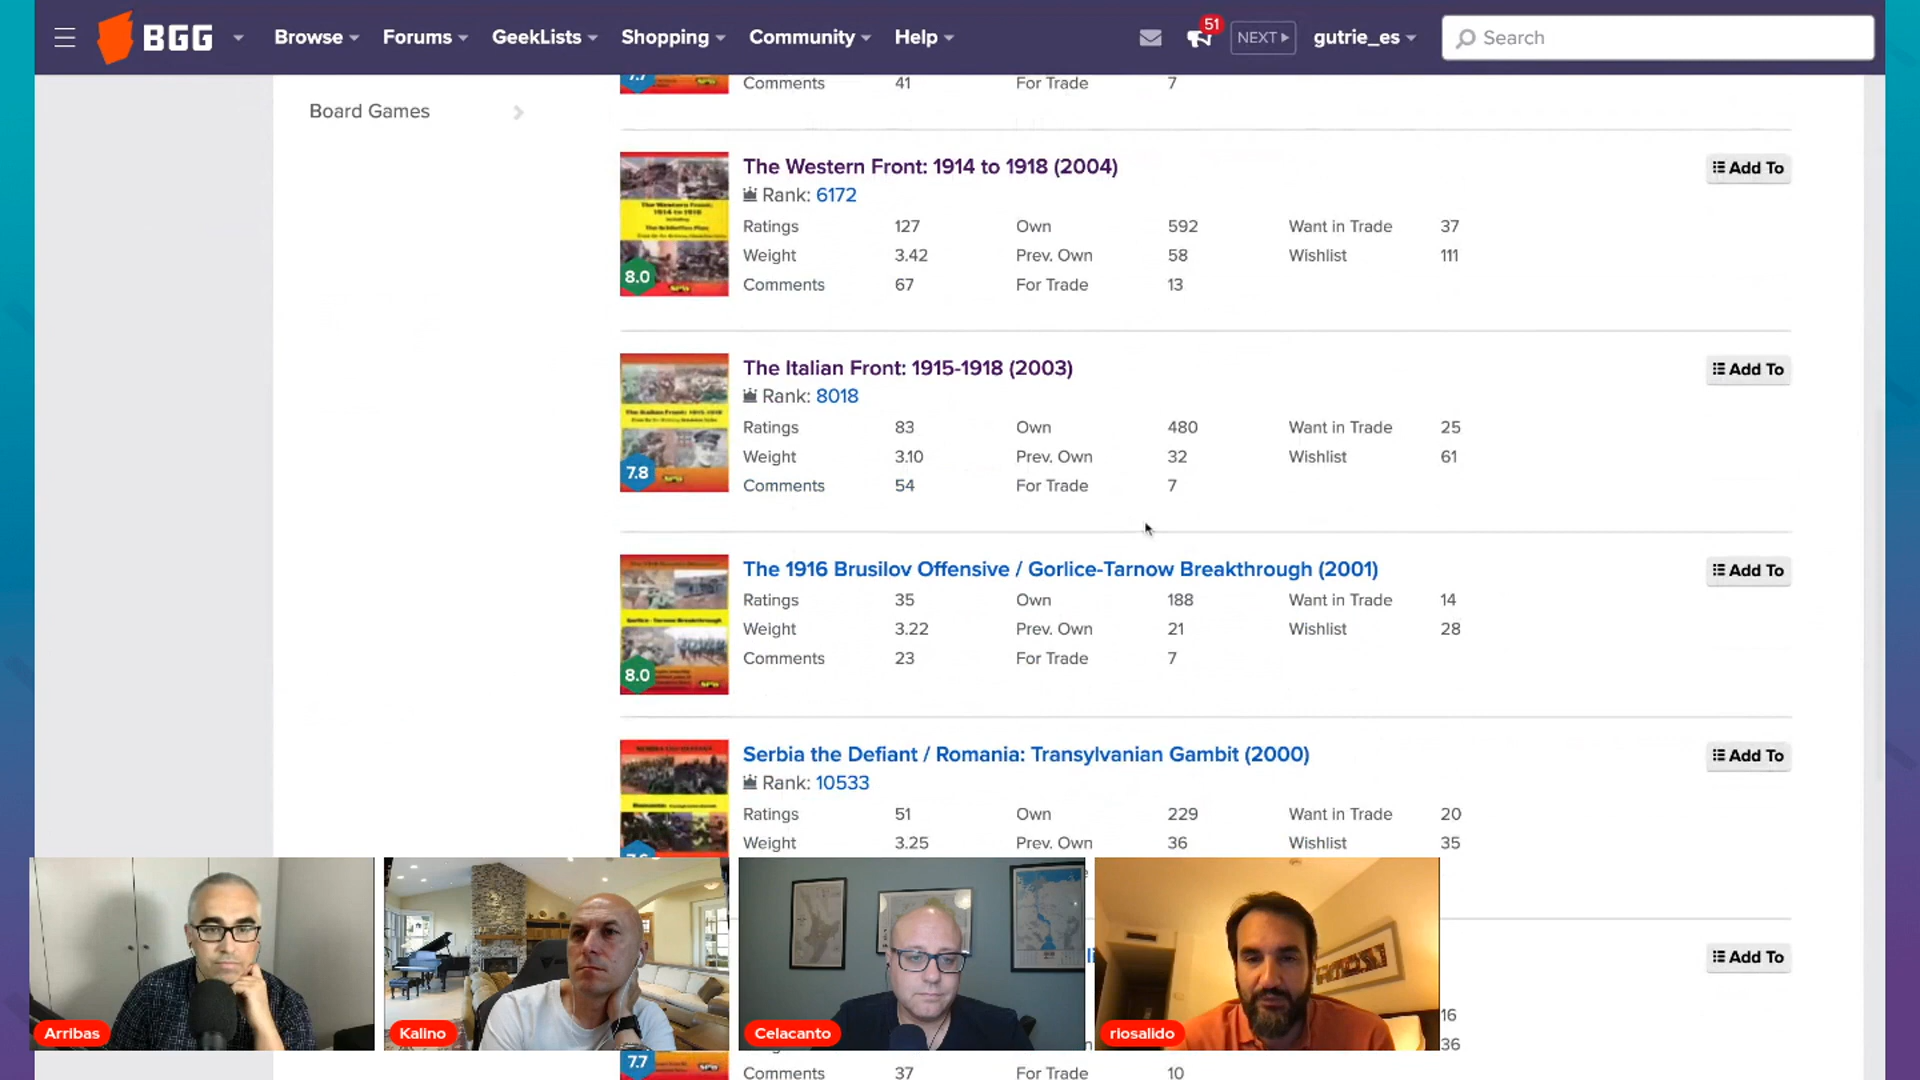 BGG Browse Forums GeekLists Shopping Community Help 51 NEXT gutrie_es Search
Board Games
7.7
Comments 41 For Trade 7
The Western Front: 1914 to 1918 (2004)
Add To
Rank: 6172
Ratings 127 Own 592 Want in Trade 37
Weight 3.42 Prev. Own 58 Wishlist 111
Comments 67 For Trade 13
8.0
The Italian Front: 1915-1918 (2003)
Add To
Rank: 8018
Ratings 83 Own 480 Want in Trade 25
Weight 3.10 Prev. Own 32 Wishlist 61
Comments 54 For Trade 7
7.8
The 1916 Brusilov Offensive / Gorlice-Tarnow Breakthrough (2001)
Add To
Ratings 35 Own 188 Want in Trade 14
Weight 3.22 Prev. Own 21 Wishlist 28
Comments 23 For Trade 7
8.0
Serbia the Defiant / Romania: Transylvanian Gambit (2000)
Add To
Rank: 10533
Ratings 51 Own 229 Want in Trade 20
Weight 3.25 Prev. Own 36 Wishlist 35
Add To
16
36
Arribas
Kalino
Celacanto
riosalido
7.7
Comments 37 For Trade 10